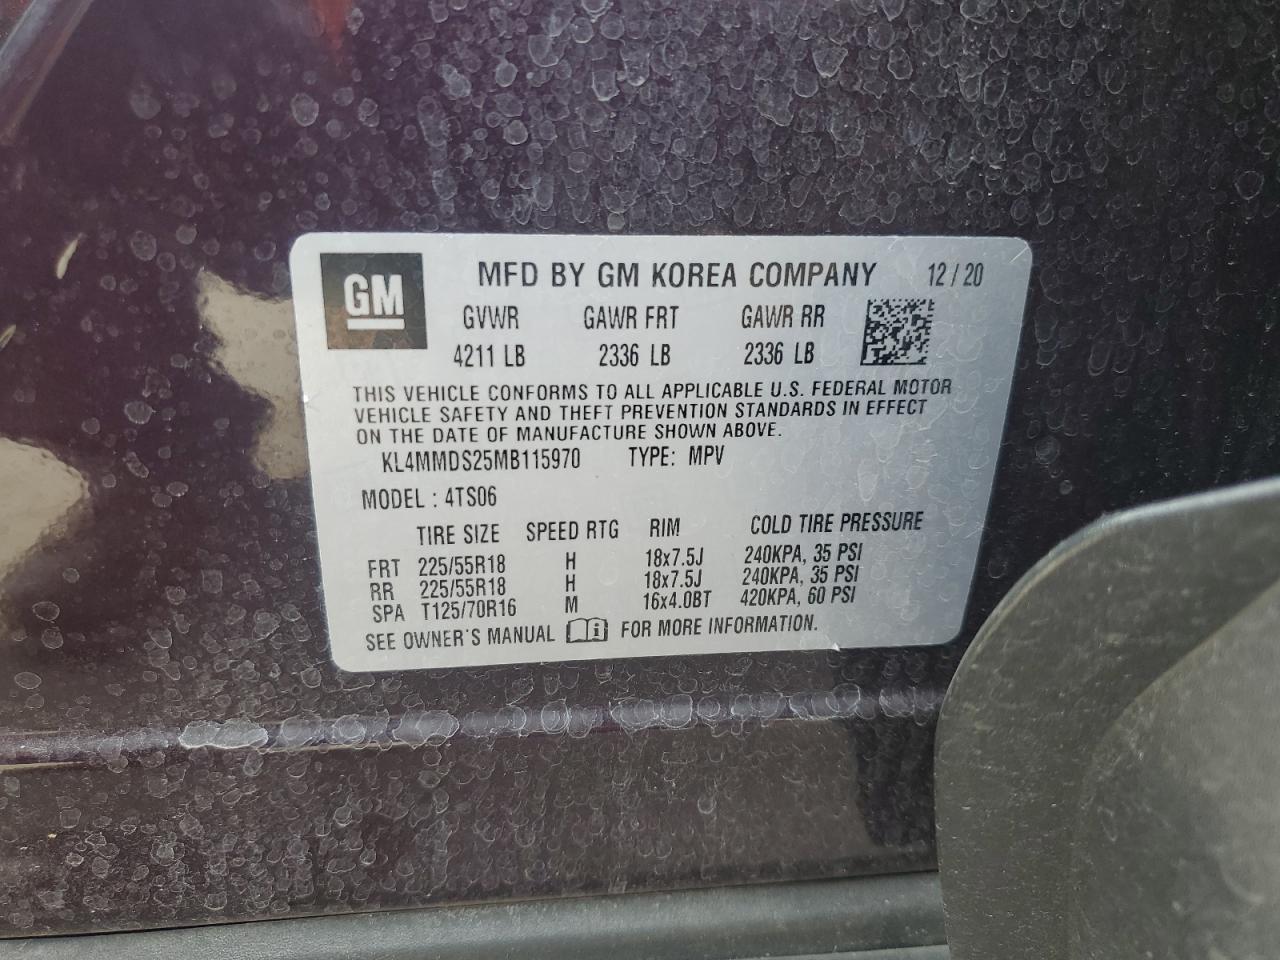 GM MFD BY GM KOREA COMPANY 12/20
GVWR GAWR FRT GAWR RR
4211 LB 2336 LB 2336 LB
THIS VEHICLE CONFORMS TO ALL APPLICABLE U.S. FEDERAL MOTOR
VEHICLE SAFETY AND THEFT PREVENTION STANDARDS IN EFFECT
ON THE DATE OF MANUFACTURE SHOWN ABOVE.
KL4MMDS25MB115970 TYPE: MPV
MODEL : 4TS06
TIRE SIZE SPEED RTG RIM COLD TIRE PRESSURE
FRT 225/55R18 H 18x7.5J 240KPA, 35 PSI
RR 225/55R18 H 18x7.5J 240KPA, 35 PSI
SPA T125/70R16 M 16x4.0BT 420KPA, 60 PSI
SEE OWNER'S MANUAL FOR MORE INFORMATION.